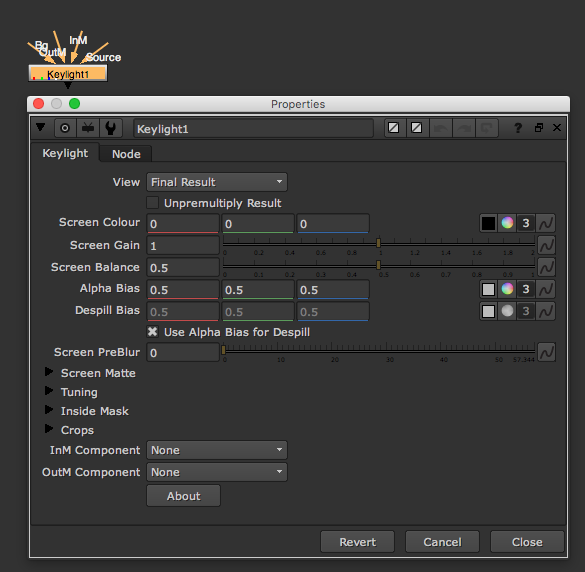 Bg
InM
OutM
Source
Keylight1
Properties
Keylight1
?
Keylight Node
View Final Result
Unpremultiply Result
Screen Colour 0 0 0 3
Screen Gain 1 0 0.2 0.4 0.6 0.8 1 1.2 1.4 1.6 1.8 2
Screen Balance 0.5 0 0.1 0.2 0.3 0.4 0.5 0.6 0.7 0.8 0.9 1
Alpha Bias 0.5 0.5 0.5 3
Despill Bias 0.5 0.5 0.5 3
Use Alpha Bias for Despill
Screen PreBlur 0 0 10 20 30 40 50 57.344
Screen Matte
Tuning
Inside Mask
Crops
InM Component None
OutM Component None
About
Revert Cancel Close